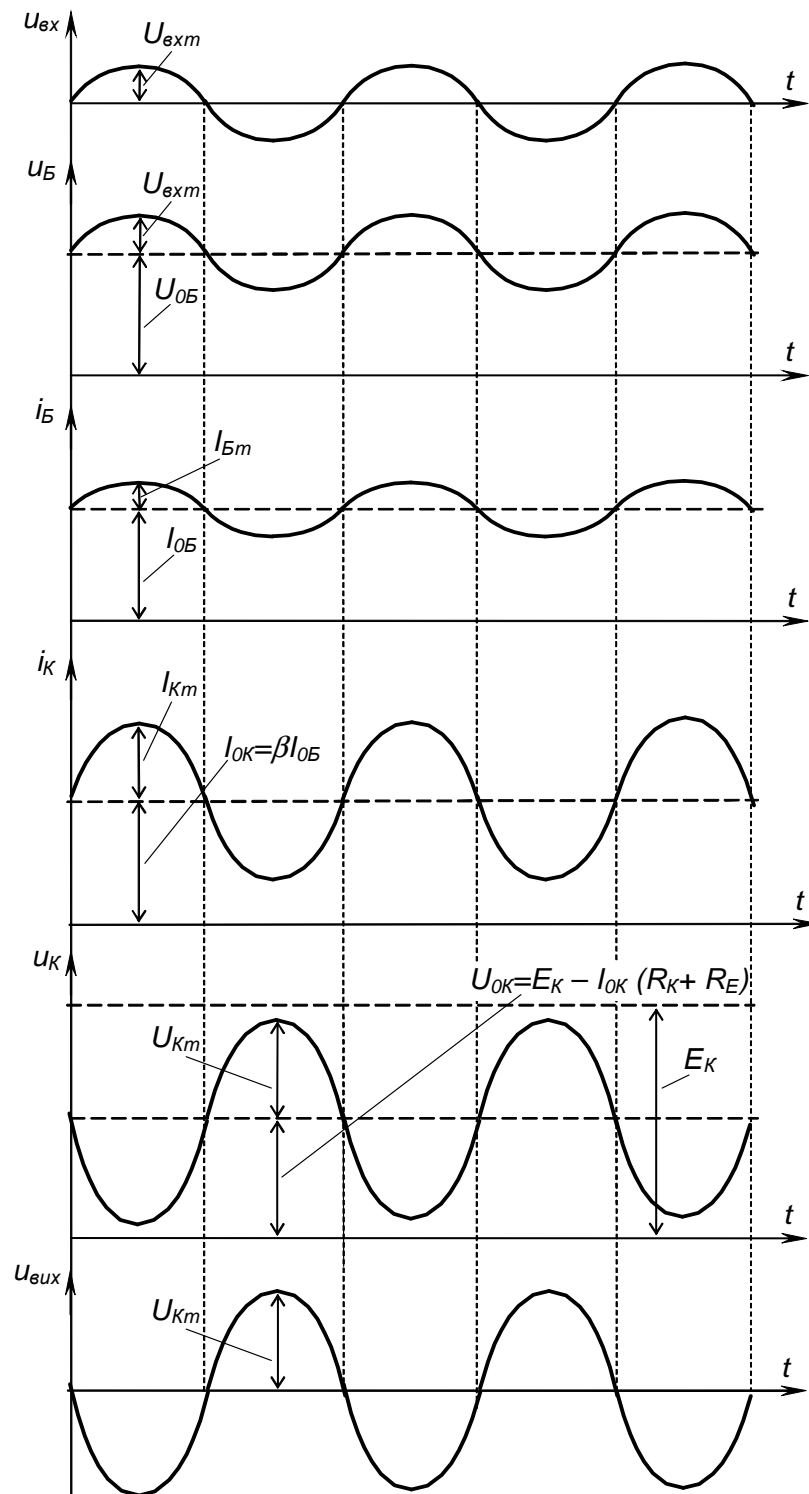 uвх
Uвхm
t
uБ
Uвхm
U0Б
t
iБ
IБm
I0Б
t
iК
IКm
I0К=βI0Б
t
uК
U0К=EК – I0К (RК+ RЕ)
UКm
EК
t
uвих
UКm
t